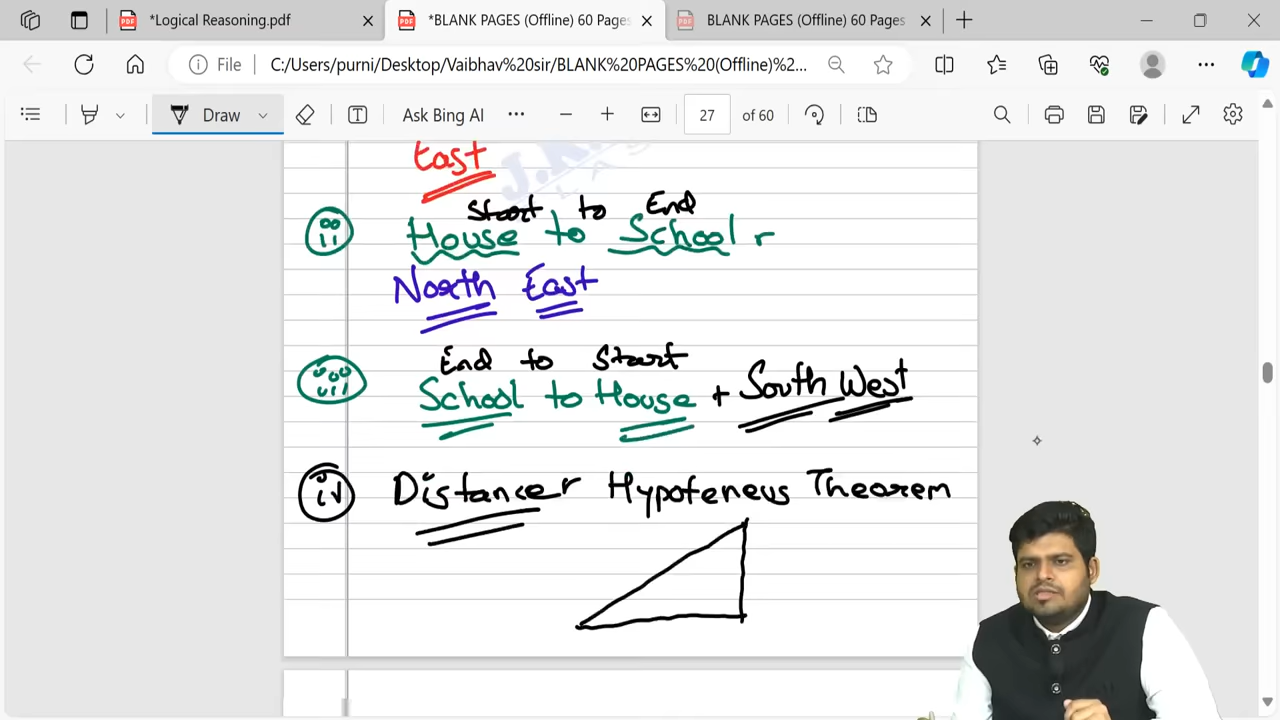 *Logical Reasoning.pdf
*BLANK PAGES (Offline) 60 Pages
BLANK PAGES (Offline) 60 Pages
File
C:/Users/purni/Desktop/Vaibhav%20sir/BLANK%20PAGES%20(Offline)%2...
Draw
Ask Bing AI
27 of 60
East
Start to End
ii House to School
North East
End to Start
iii School to House South West
iv Distance Hypoteneus Theorem